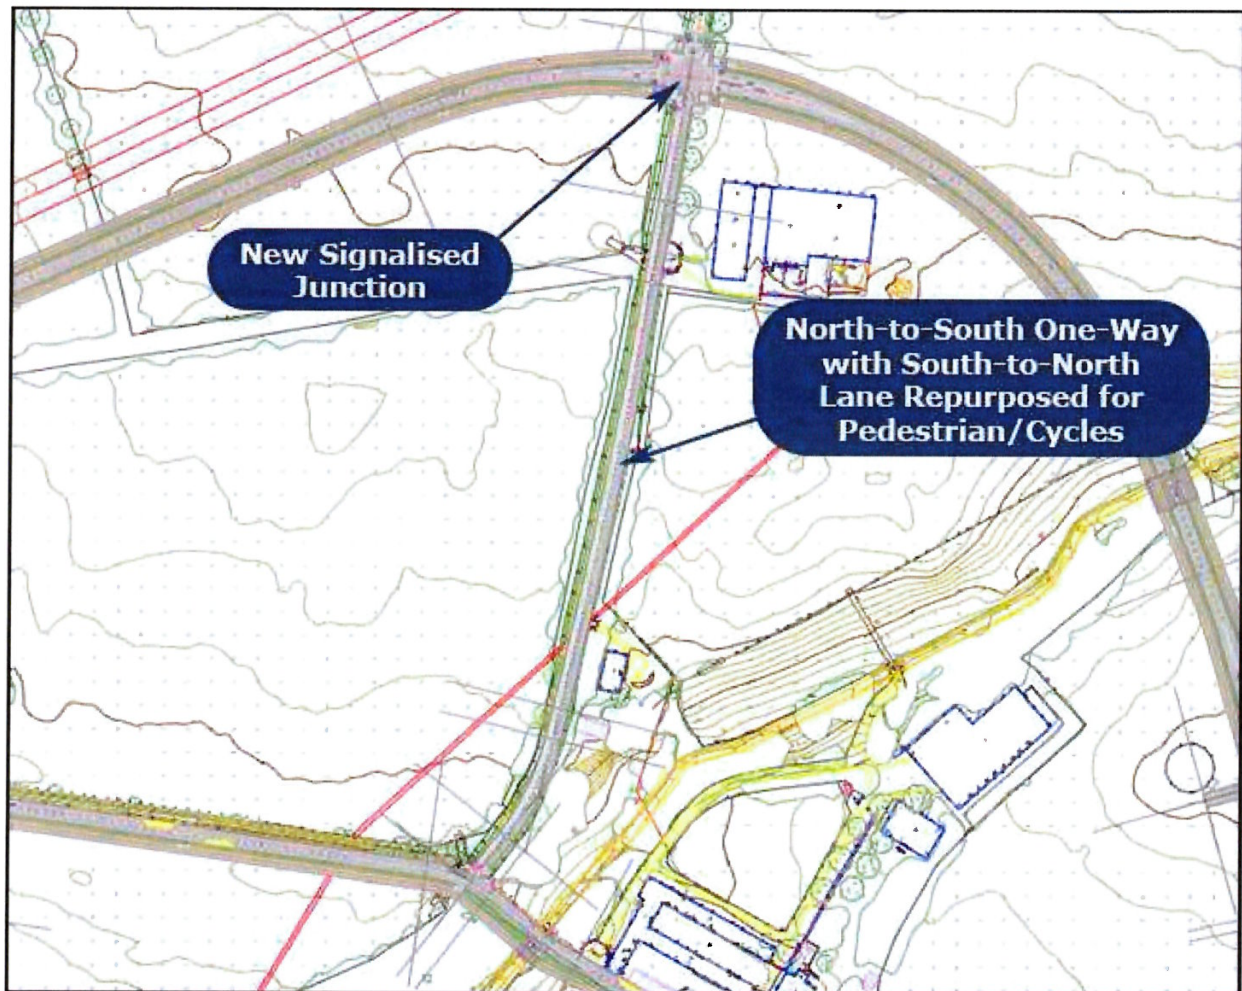 New Signalised
Junction
North-to-South One-Way
with South-to-North
Lane Repurposed for
Pedestrian/Cycles